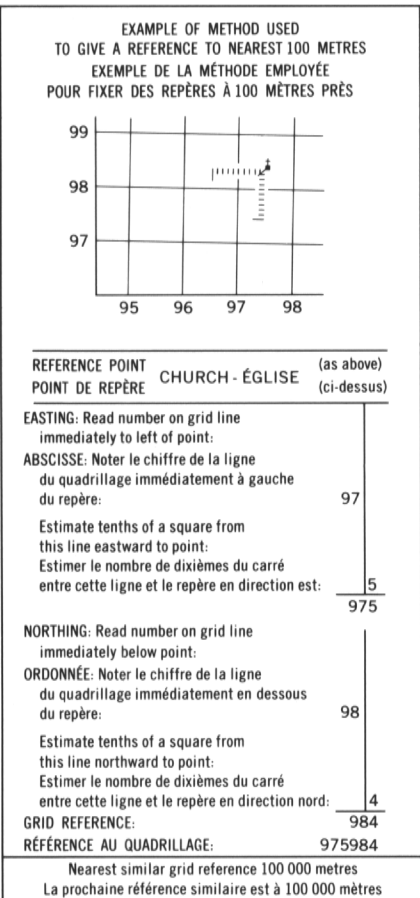 EXAMPLE OF METHOD USED
TO GIVE A REFERENCE TO NEAREST 100 METRES
EXEMPLE DE LA MÉTHODE EMPLOYÉE
POUR FIXER DES REPÈRES À 100 MÈTRES PRÈS
99
98
97
95 96 97 98
REFERENCE POINT
POINT DE REPÈRE
CHURCH - ÉGLISE
(as above)
(ci-dessus)
EASTING: Read number on grid line
immediately to left of point:
ABSCISSE: Noter le chiffre de la ligne
du quadrillage immédiatement à gauche
du repère: 97
Estimate tenths of a square from
this line eastward to point:
Estimer le nombre de dixièmes du carré
entre cette ligne et le repère en direction est: 5
975
NORTHING: Read number on grid line
immediately below point:
ORDONNÉE: Noter le chiffre de la ligne
du quadrillage immédiatement en dessous
du repère: 98
Estimate tenths of a square from
this line northward to point:
Estimer le nombre de dixièmes du carré
entre cette ligne et le repère en direction nord: 4
GRID REFERENCE: 984
RÉFÉRENCE AU QUADRILLAGE: 975984
Nearest similar grid reference 100 000 metres
La prochaine référence similaire est à 100 000 mètres